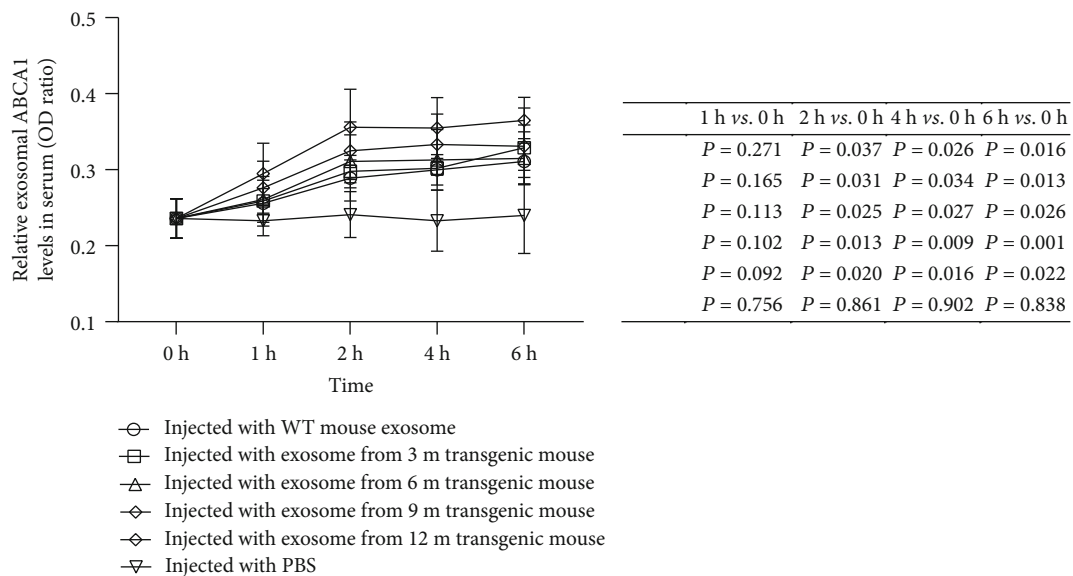 Relative exosomal ABCA1
levels in serum (OD ratio)
0.5
0.4
0.3
0.2
0.1
0 h 1 h 2 h 4 h 6 h
Time
1 h vs. 0 h 2 h vs. 0 h 4 h vs. 0 h 6 h vs. 0 h
P = 0.271 P = 0.037 P = 0.026 P = 0.016
P = 0.165 P = 0.031 P = 0.034 P = 0.013
P = 0.113 P = 0.025 P = 0.027 P = 0.026
P = 0.102 P = 0.013 P = 0.009 P = 0.001
P = 0.092 P = 0.020 P = 0.016 P = 0.022
P = 0.756 P = 0.861 P = 0.902 P = 0.838
Injected with WT mouse exosome
Injected with exosome from 3 m transgenic mouse
Injected with exosome from 6 m transgenic mouse
Injected with exosome from 9 m transgenic mouse
Injected with exosome from 12 m transgenic mouse
Injected with PBS